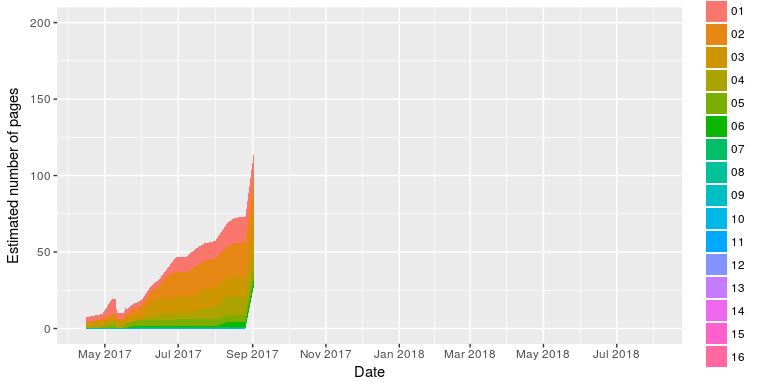 200
150
100
50
0
Estimated number of pages
May 2017
Jul 2017
Sep 2017
Nov 2017
Jan 2018
Mar 2018
May 2018
Jul 2018
Date
01
02
03
04
05
06
07
08
09
10
11
12
13
14
15
16